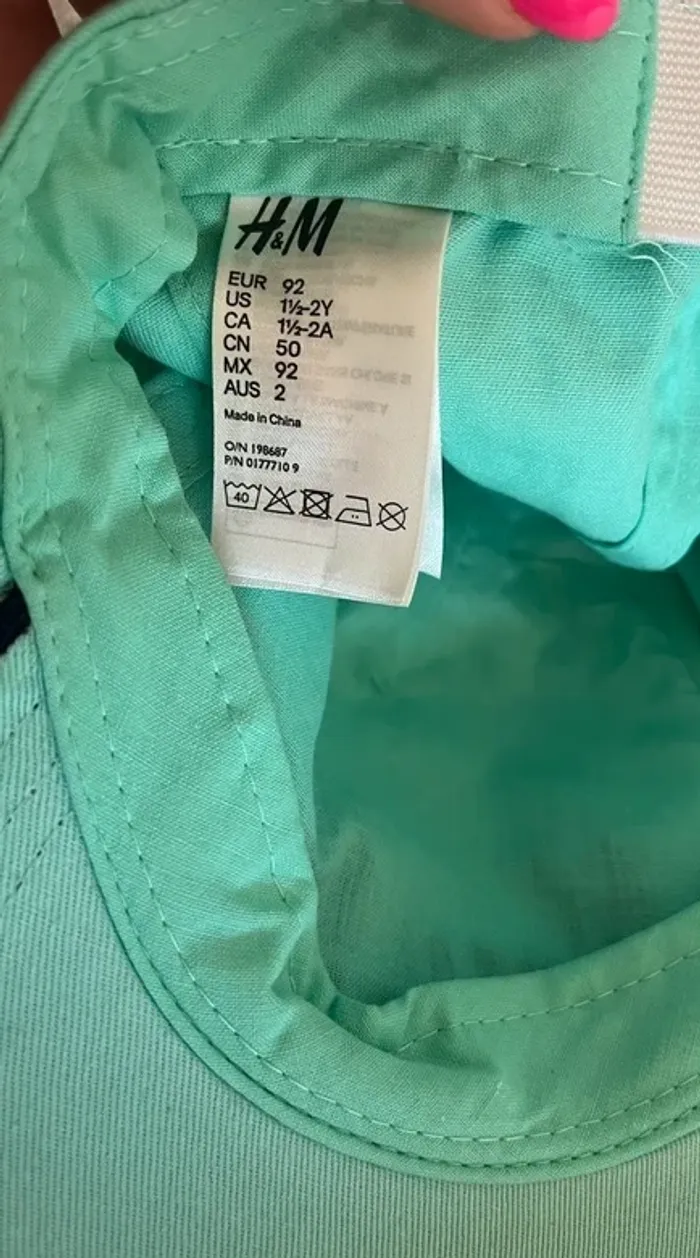 H&M
EUR 92
US 1½-2Y
CA 1½-2A
CN 50
MX 92
AUS 2
Made in China
O/N 198687
P/N 0177710 9
40